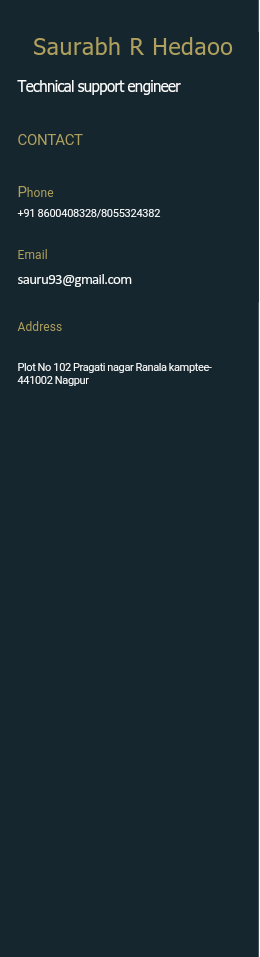 Saurabh R Hedaoo
Technical support engineer
CONTACT
Phone
+91 8600408328/8055324382
Email
sauru93@gmail.com
Address
Plot No 102 Pragati nagar Ranala kamptee-
441002 Nagpur